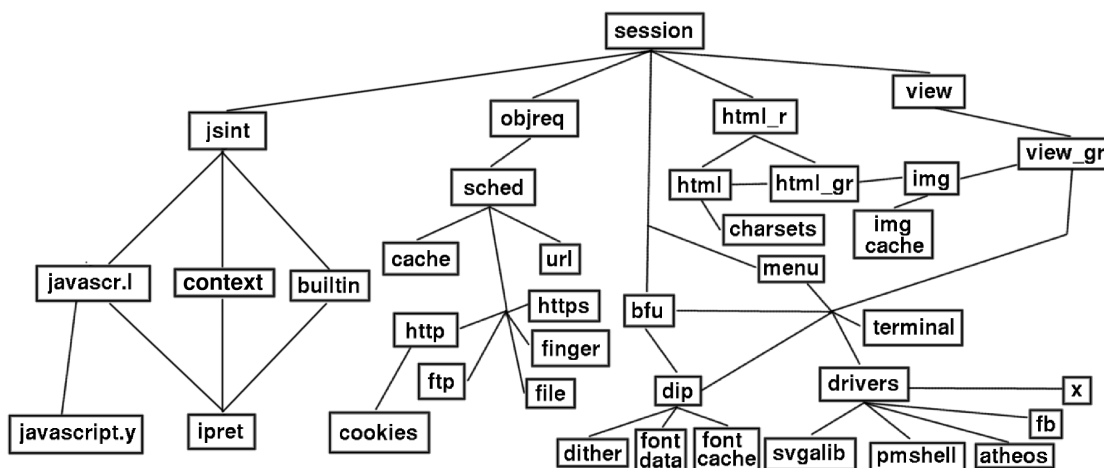 session
view
objreq
html_r
jsint
view_gr
sched
html
html_gr
img
charsets
img
cache
cache
url
menu
javascr.l
context
builtin
https
bfu
http
terminal
finger
ftp
file
dip
drivers
x
fb
javascript.y
ipret
cookies
dither
font
data
font
cache
svgalib
pmshell
atheos